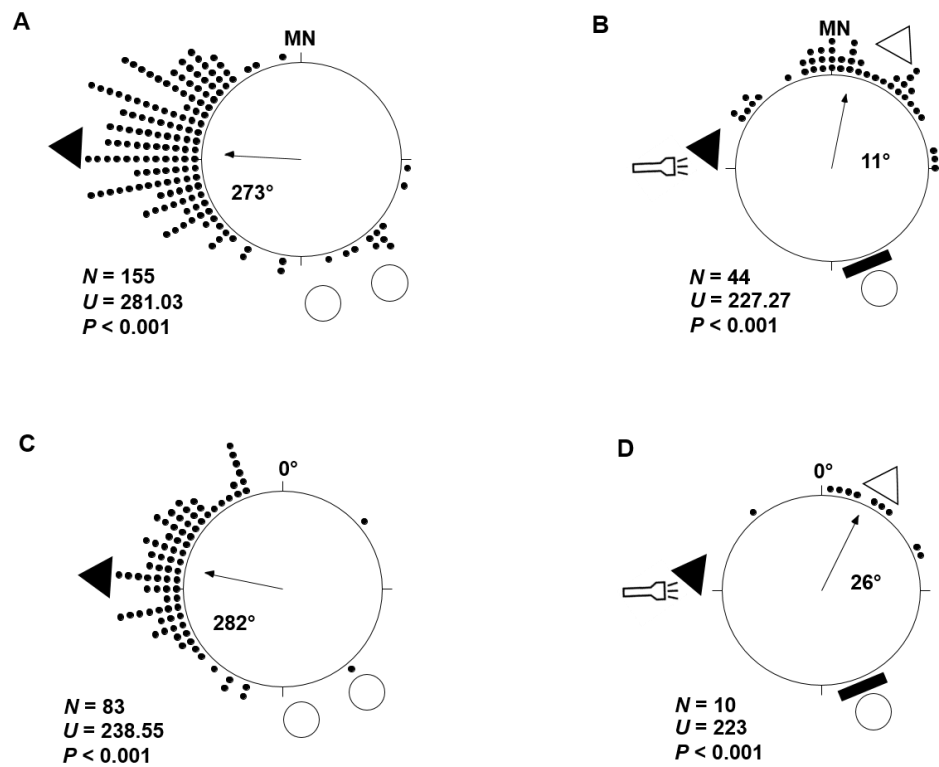 A
MN
273°
N = 155
U = 281.03
P < 0.001
B
MN
11°
N = 44
U = 227.27
P < 0.001
C
0°
282°
N = 83
U = 238.55
P < 0.001
D
0°
26°
N = 10
U = 223
P < 0.001